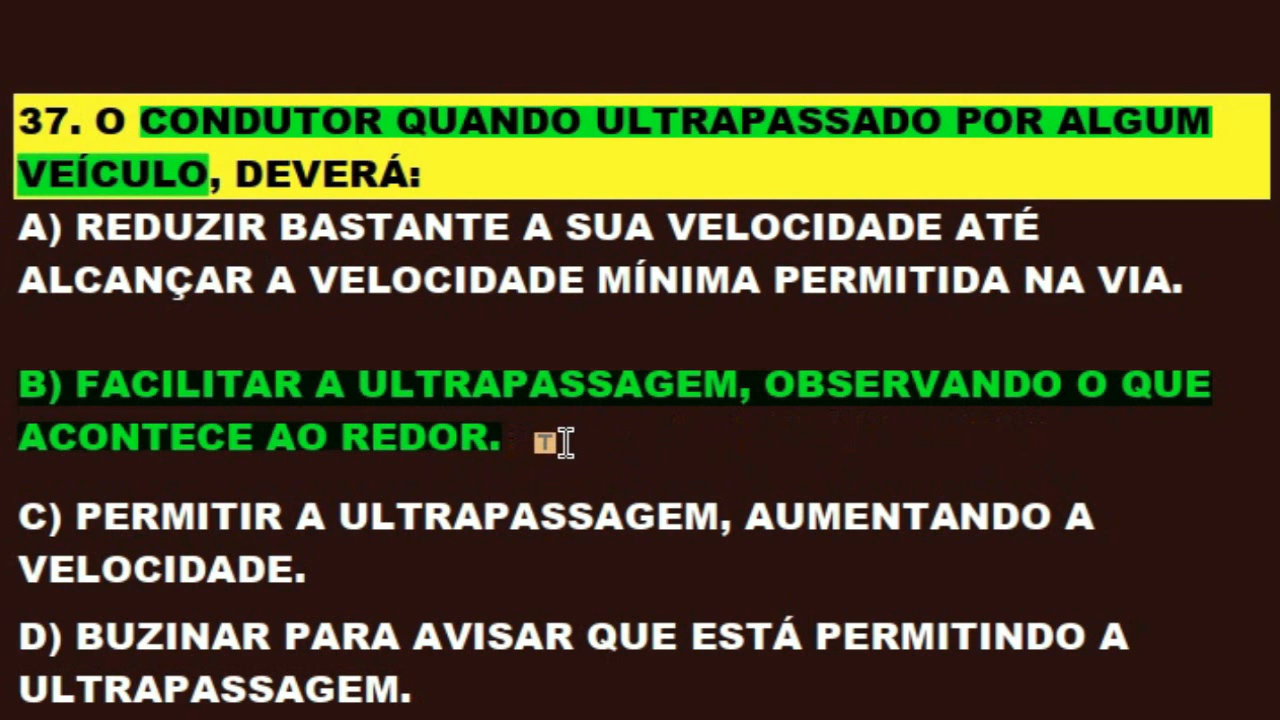 37. O CONDUTOR QUANDO ULTRAPASSADO POR ALGUM
VEÍCULO, DEVERÁ:
A) REDUZIR BASTANTE A SUA VELOCIDADE ATÉ
ALCANÇAR A VELOCIDADE MÍNIMA PERMITIDA NA VIA.
B) FACILITAR A ULTRAPASSAGEM, OBSERVANDO O QUE
ACONTECE AO REDOR. T
C) PERMITIR A ULTRAPASSAGEM, AUMENTANDO A
VELOCIDADE.
D) BUZINAR PARA AVISAR QUE ESTÁ PERMITINDO A
ULTRAPASSAGEM.